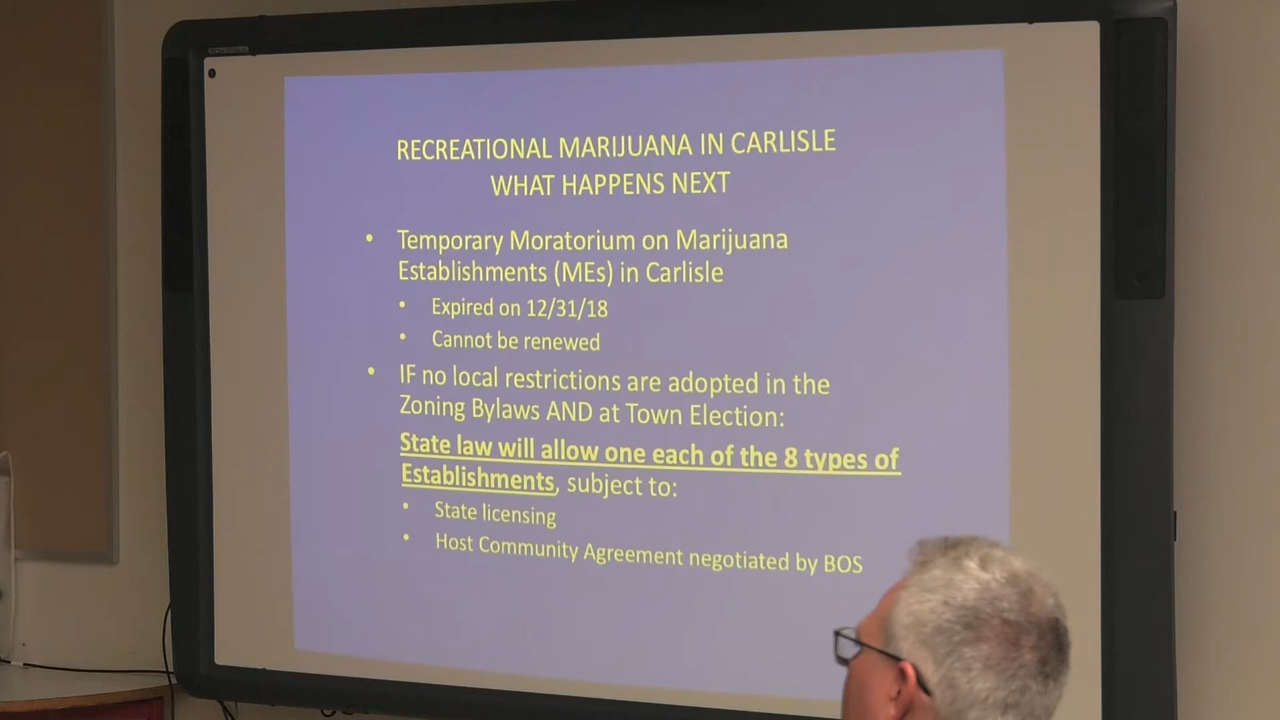 RECREATIONAL MARIJUANA IN CARLISLE
WHAT HAPPENS NEXT
• Temporary Moratorium on Marijuana
Establishments (MEs) in Carlisle
• Expired on 12/31/18
• Cannot be renewed
• IF no local restrictions are adopted in the
Zoning Bylaws AND at Town Election:
State law will allow one each of the 8 types of
Establishments, subject to:
• State licensing
• Host Community Agreement negotiated by BOS